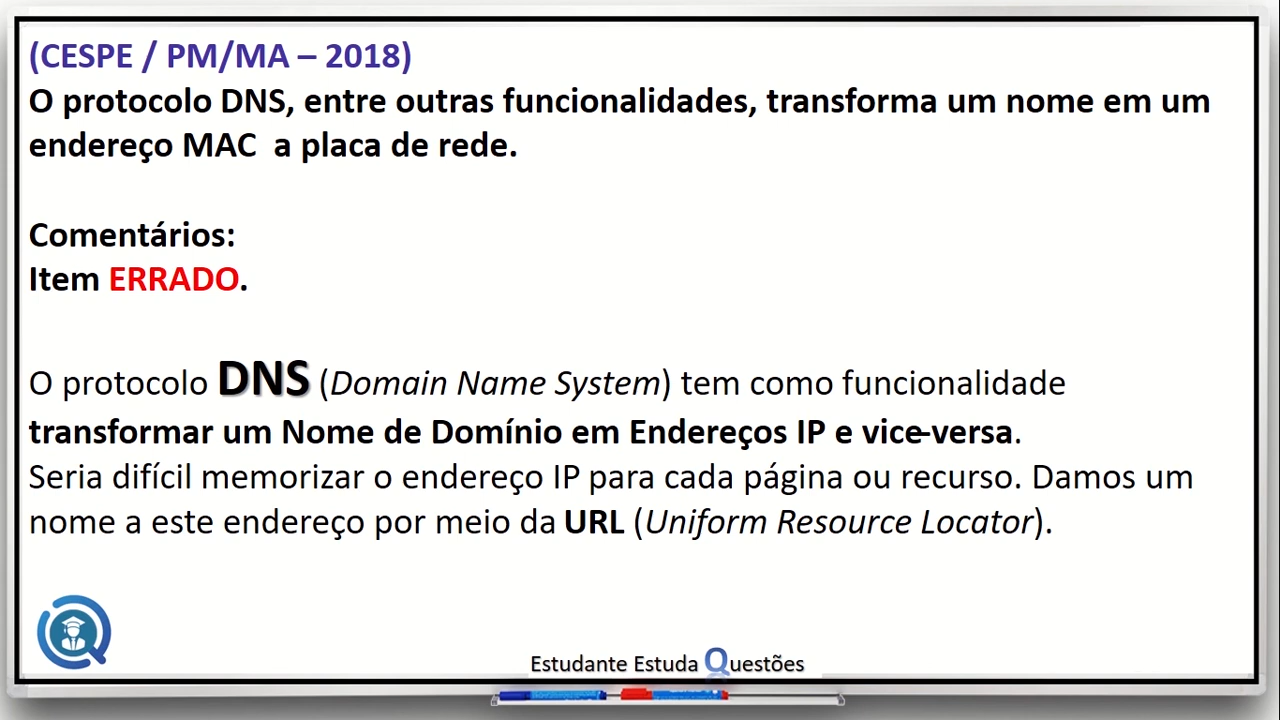 (CESPE / PM/MA – 2018)
O protocolo DNS, entre outras funcionalidades, transforma um nome em um
endereço MAC  a placa de rede.
Comentários:
Item ERRADO.
O protocolo DNS (Domain Name System) tem como funcionalidade
transformar um Nome de Domínio em Endereços IP e vice-versa.
Seria difícil memorizar o endereço IP para cada página ou recurso. Damos um
nome a este endereço por meio da URL (Uniform Resource Locator).
Estudante Estuda Questões